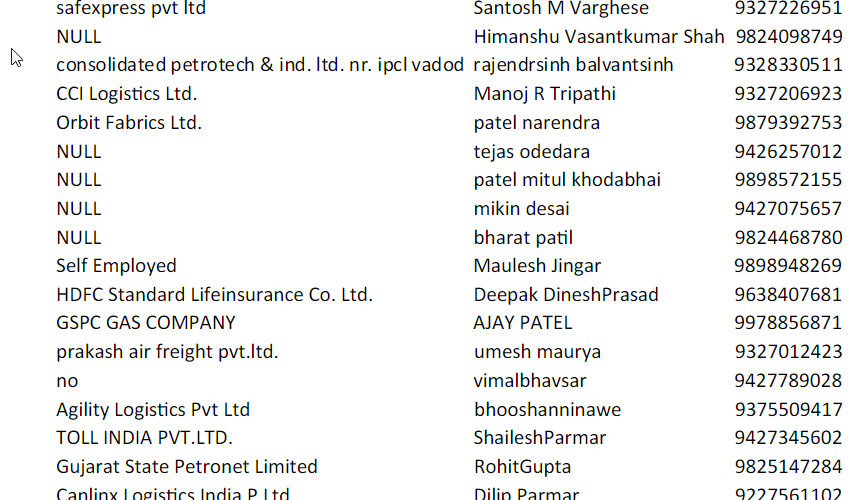 safexpress pvt ltd Santosh M Varghese 9327226951
NULL Himanshu Vasantkumar Shah 9824098749
consolidated petrotech & ind. ltd. nr. ipcl vadod rajendrsinh balvantsinh 9328330511
CCI Logistics Ltd. Manoj R Tripathi 9327206923
Orbit Fabrics Ltd. patel narendra 9879392753
NULL tejas odedara 9426257012
NULL patel mitul khodabhai 9898572155
NULL mikin desai 9427075657
NULL bharat patil 9824468780
Self Employed Maulesh Jingar 9898948269
HDFC Standard Lifeinsurance Co. Ltd. Deepak DineshPrasad 9638407681
GSPC GAS COMPANY AJAY PATEL 9978856871
prakash air freight pvt.ltd. umesh maurya 9327012423
no vimalbhavsar 9427789028
Agility Logistics Pvt Ltd bhooshanninawe 9375509417
TOLL INDIA PVT.LTD. ShaileshParmar 9427345602
Gujarat State Petronet Limited RohitGupta 9825147284
Canlinx Logistics India P Ltd Dilip Parmar 9227561102